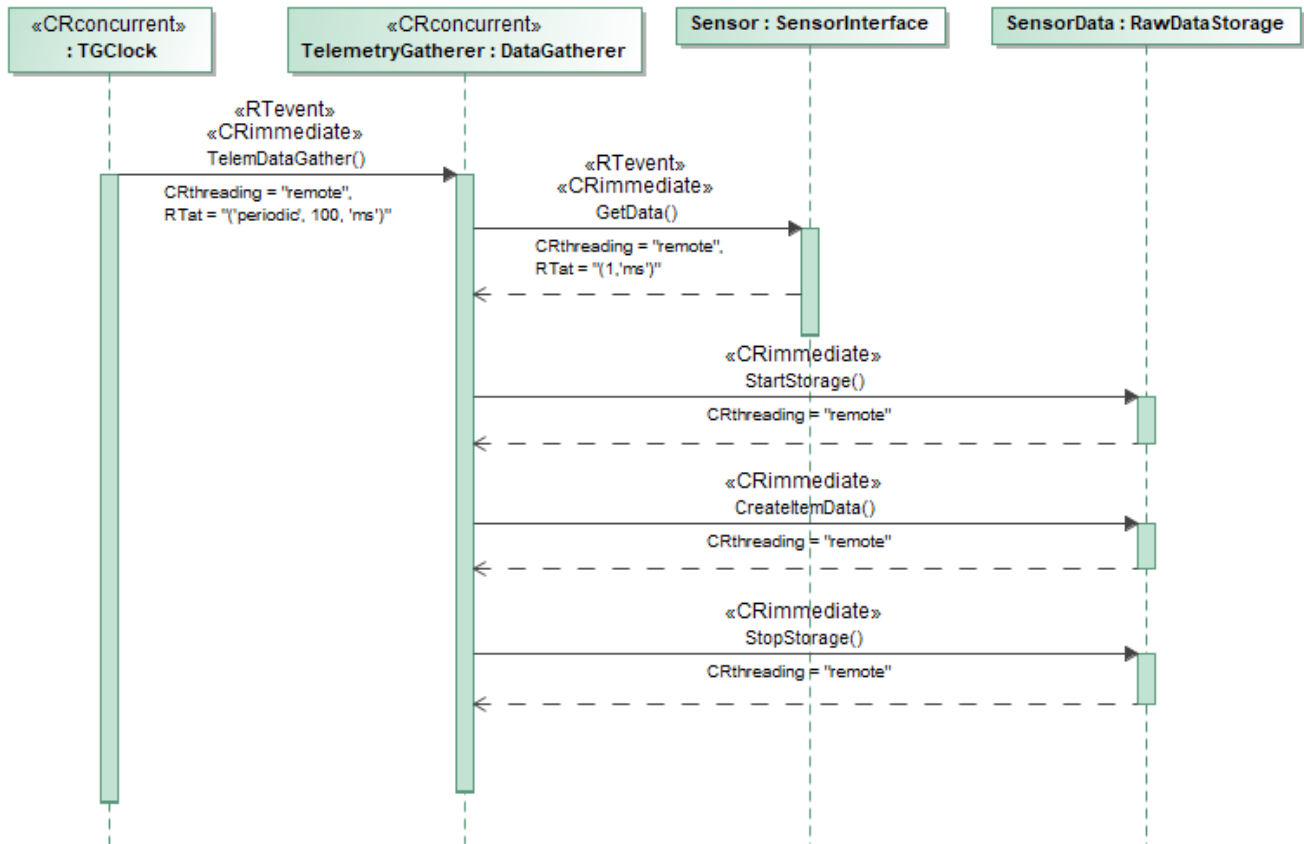 «CRconcurrent»
: TGClock
«CRconcurrent»
TelemetryGatherer : DataGatherer
Sensor : SensorInterface
SensorData : RawDataStorage
«RTevent»
«CRimmediate»
TelemDataGather()
CRthreading = "remote",
RTat = "('periodic', 100, 'ms')"
«RTevent»
«CRimmediate»
GetData()
CRthreading = "remote",
RTat = "(1,'ms')"
«CRimmediate»
StartStorage()
CRthreading = "remote"
«CRimmediate»
CreateItemData()
CRthreading = "remote"
«CRimmediate»
StopStorage()
CRthreading = "remote"